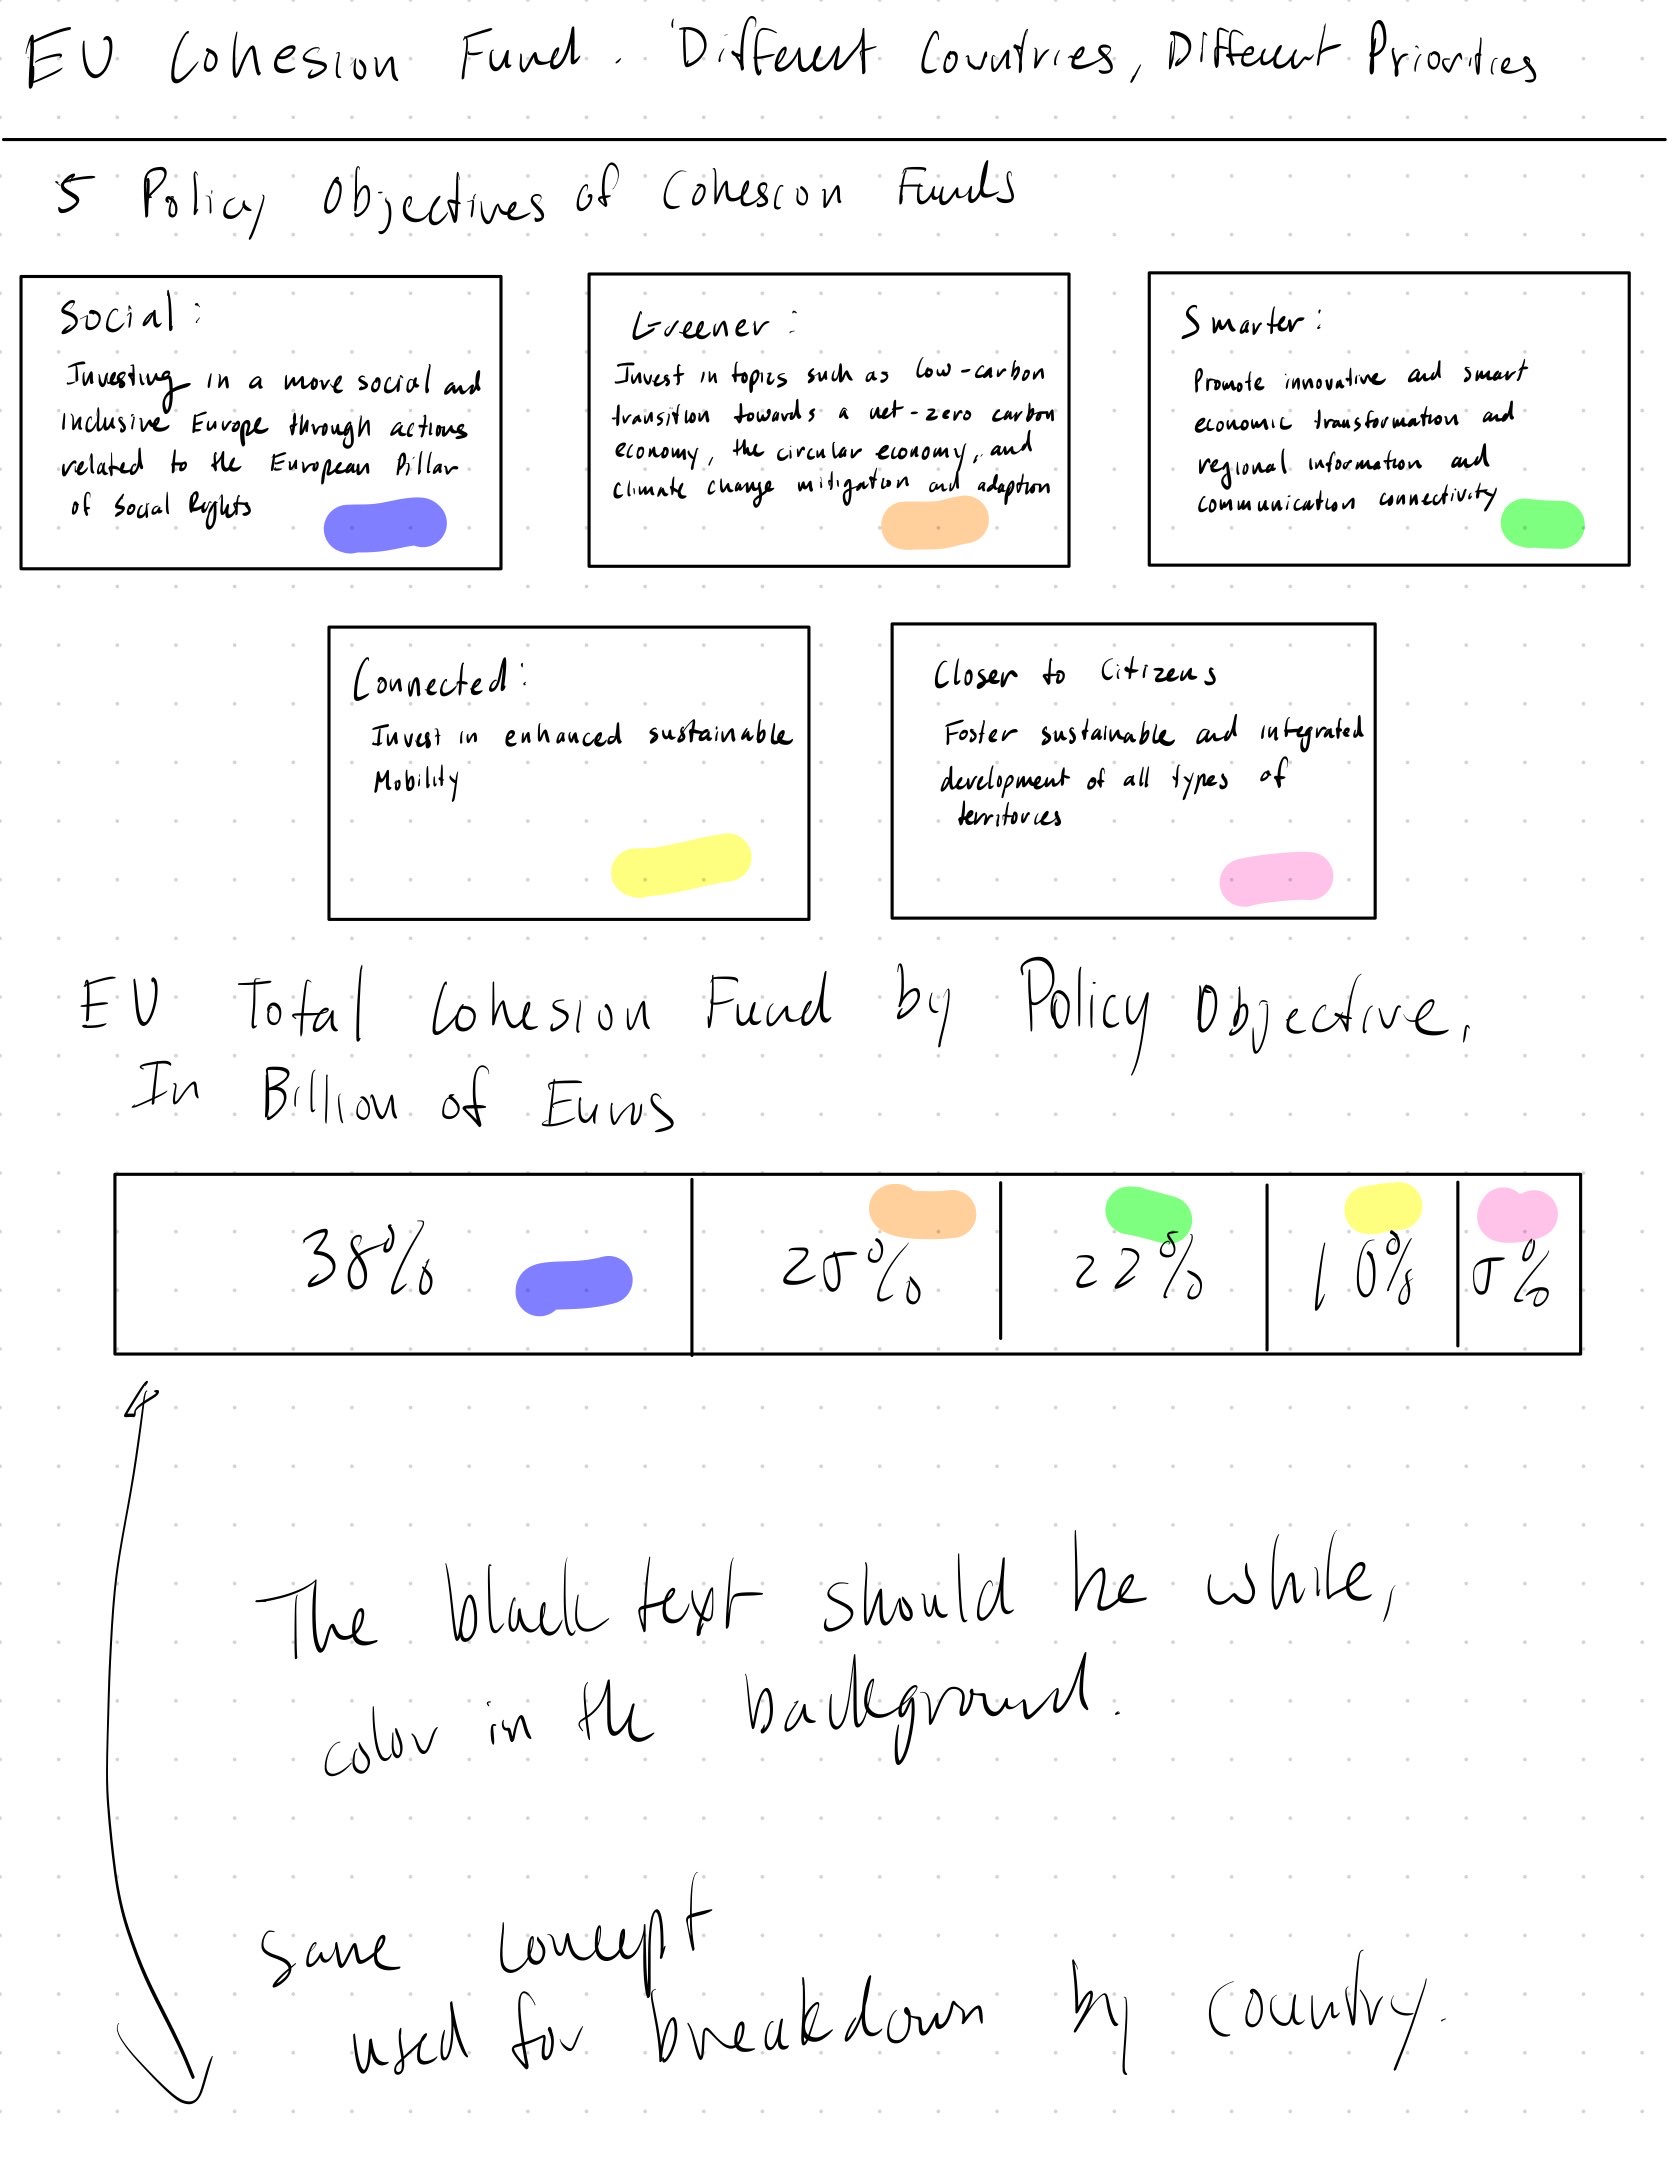 EU Cohesion Fund. Different Countries, Different Priorities
5 Policy Objectives of Cohesion Funds
Social:
Investing in a more social and
inclusive Europe through actions
related to the European Pillar
of Social Rights
Greener:
Invest in topics such as low-carbon
transition towards a net-zero carbon
economy, the circular economy, and
climate change mitigation and adaption
Smarter:
Promote innovative and smart
economic transformation and
regional information and
communication connectivity
Connected:
Invest in enhanced sustainable
Mobility
Closer to Citizens
Foster sustainable and integrated
development of all types of
territories
EU Total Cohesion Fund by Policy Objective,
In Billion of Euros
38% 25% 22% 10% 5%
The black text should be white,
color in the background.
Same concept
used for breakdown by country.